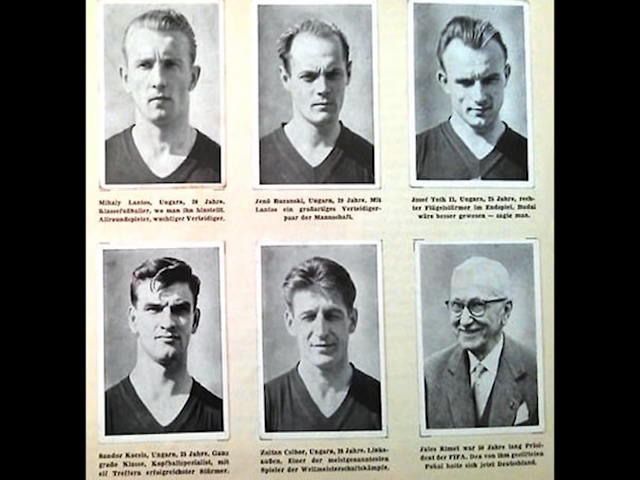 Mihaly Lantos, Ungarn, 26 Jahre.
Klassefußballer, wo man ihn hinstellt.
Allroundspieler, wuchtiger Verteidiger.
Jenö Buzanski, Ungarn, 29 Jahre. Mit
Lantos ein großartiges Verteidiger-
paar der Mannschaft.
Josef Toth II, Ungarn, 25 Jahre, rech-
ter Flügelstürmer im Endspiel. Budai
wäre besser gewesen — sagte man.
Sandor Kocsis, Ungarn, 25 Jahre. Ganz
große Klasse, Kopfballspezialist, mit
elf Treffern erfolgreichster Stürmer.
Zoltan Czibor, Ungarn, 26 Jahre. Links-
außen. Einer der meistgenanntesten
Spieler der Weltmeisterschaftskämpfe.
Jules Rimet war 36 Jahre lang Präsi-
dent der FIFA. Den von ihm gestifteten
Pokal holte sich jetzt Deutschland.